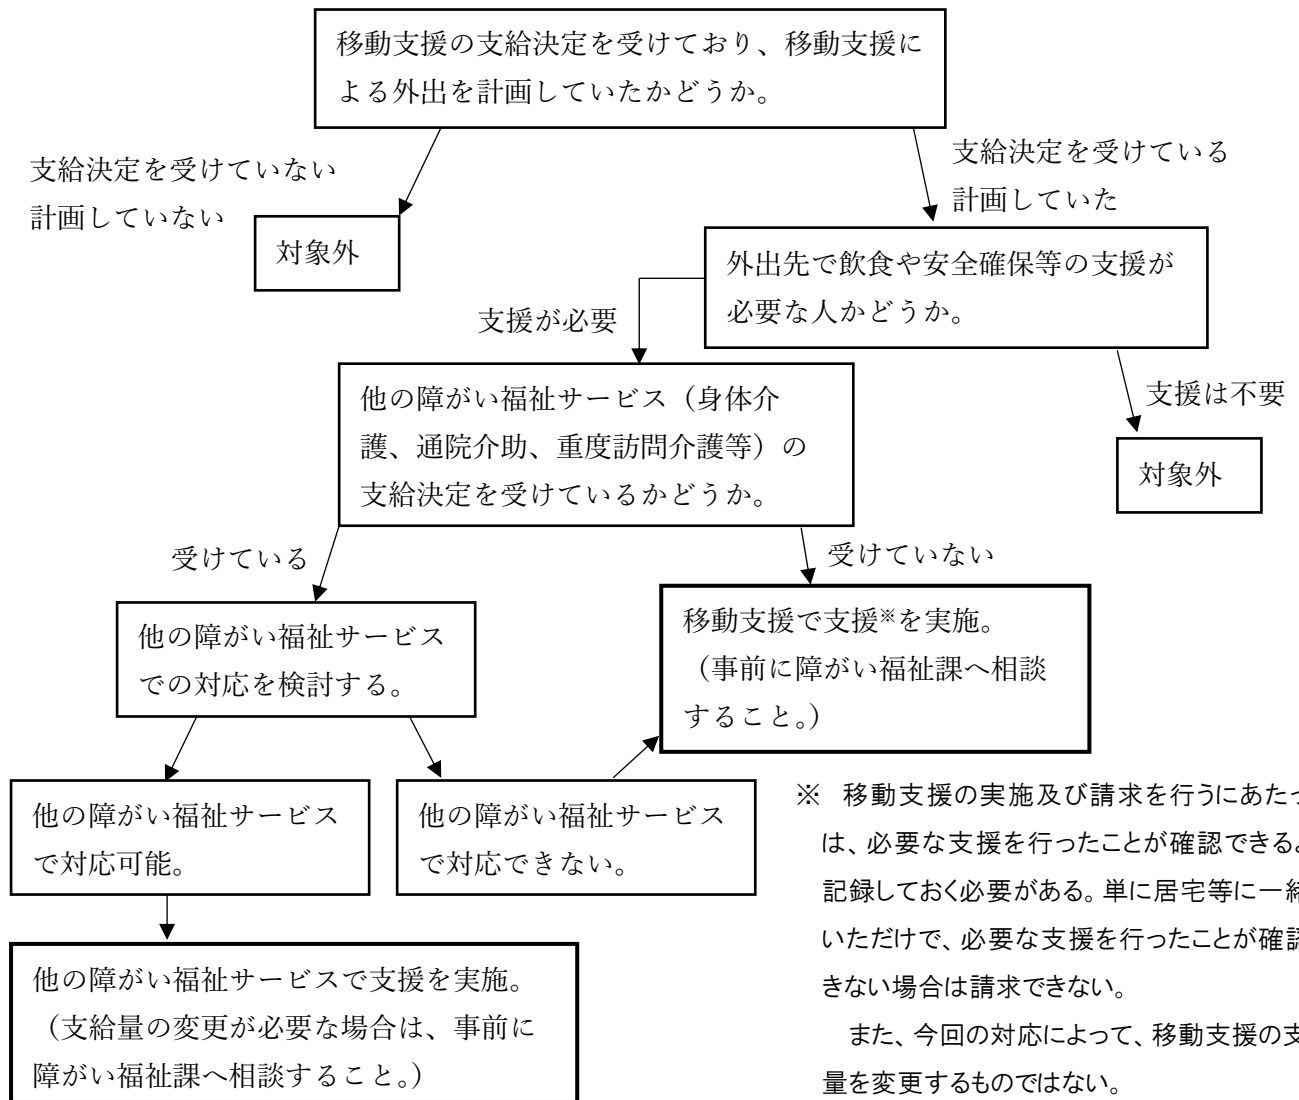 移動支援の支給決定を受けており、移動支援に
よる外出を計画していたかどうか。
支給決定を受けていない
計画していない
対象外
支給決定を受けている
計画していた
外出先で飲食や安全確保等の支援が
必要な人かどうか。
支援が必要
支援は不要
対象外
他の障がい福祉サービス（身体介
護、通院介助、重度訪問介護等）の
支給決定を受けているかどうか。
受けている
受けていない
他の障がい福祉サービス
での対応を検討する。
移動支援で支援※を実施。
（事前に障がい福祉課へ相談
すること。）
他の障がい福祉サービス
で対応可能。
他の障がい福祉サービス
で対応できない。
他の障がい福祉サービスで支援を実施。
（支給量の変更が必要な場合は、事前に
障がい福祉課へ相談すること。）
※ 移動支援の実施及び請求を行うにあたっ
は、必要な支援を行ったことが確認できる
記録しておく必要がある。単に居宅等に一緒
いただけで、必要な支援を行ったことが確認
きない場合は請求できない。
また、今回の対応によって、移動支援の支
量を変更するものではない。